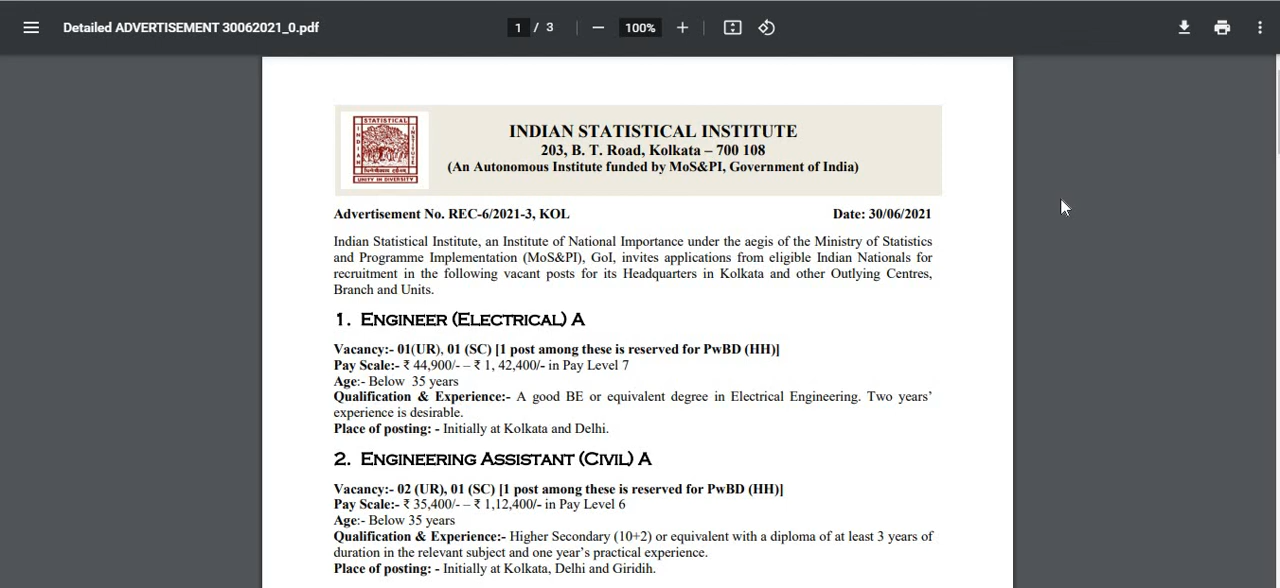 Detailed ADVERTISEMENT 30062021_0.pdf
1 / 3
100%
STATISTICAL
INDIAN
INSTITUTE
UNITY IN DIVERSITY
INDIAN STATISTICAL INSTITUTE
203, B. T. Road, Kolkata – 700 108
(An Autonomous Institute funded by MoS&PI, Government of India)
Advertisement No. REC-6/2021-3, KOL Date: 30/06/2021
Indian Statistical Institute, an Institute of National Importance under the aegis of the Ministry of Statistics
and Programme Implementation (MoS&PI), GoI, invites applications from eligible Indian Nationals for
recruitment in the following vacant posts for its Headquarters in Kolkata and other Outlying Centres,
Branch and Units.
1. ENGINEER (ELECTRICAL) A
Vacancy:- 01(UR), 01 (SC) [1 post among these is reserved for PwBD (HH)]
Pay Scale:- ₹ 44,900/- – ₹ 1, 42,400/- in Pay Level 7
Age:- Below 35 years
Qualification & Experience:- A good BE or equivalent degree in Electrical Engineering. Two years’
experience is desirable.
Place of posting: - Initially at Kolkata and Delhi.
2. ENGINEERING ASSISTANT (CIVIL) A
Vacancy:- 02 (UR), 01 (SC) [1 post among these is reserved for PwBD (HH)]
Pay Scale:- ₹ 35,400/- – ₹ 1,12,400/- in Pay Level 6
Age:- Below 35 years
Qualification & Experience:- Higher Secondary (10+2) or equivalent with a diploma of at least 3 years of
duration in the relevant subject and one year’s practical experience.
Place of posting: - Initially at Kolkata, Delhi and Giridih.